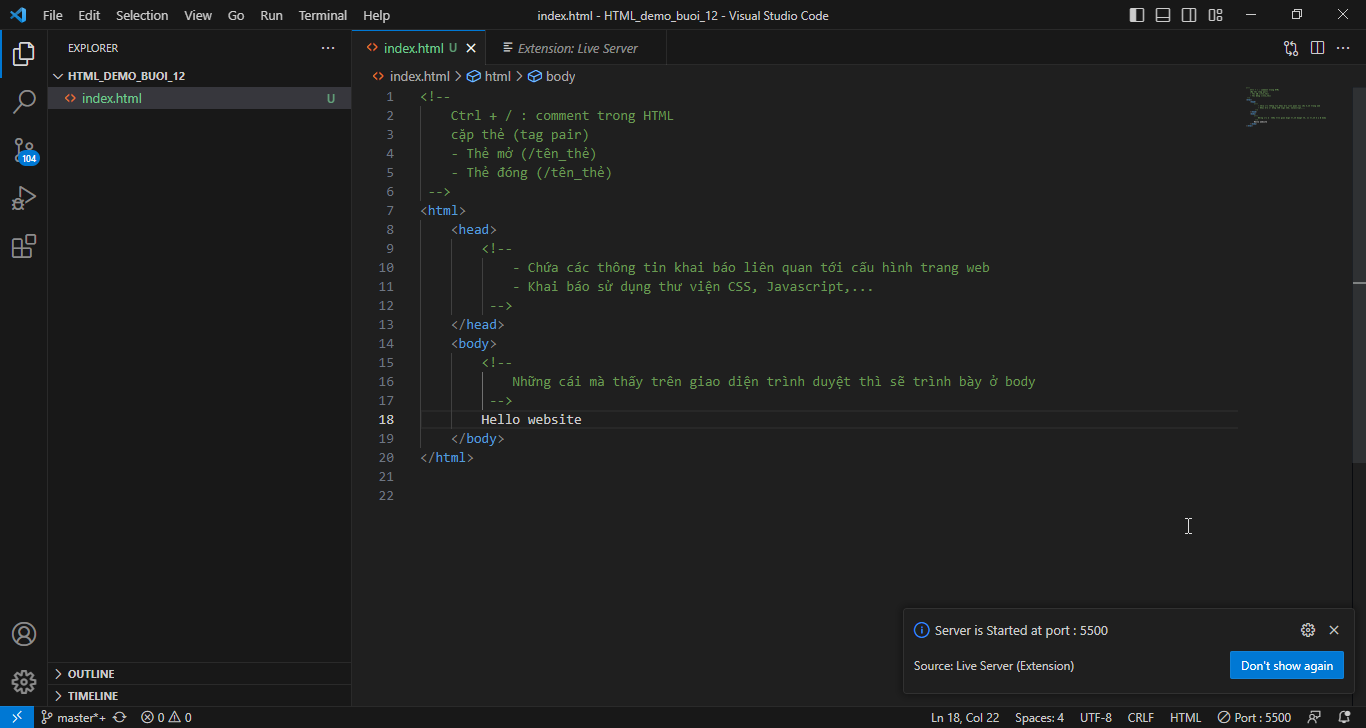 File Edit Selection View Go Run Terminal Help
index.html - HTML_demo_buoi_12 - Visual Studio Code
EXPLORER
HTML_DEMO_BUOI_12
index.html U
104
OUTLINE
TIMELINE
index.html U
Extension: Live Server
index.html > html > body
1 <!--
2 Ctrl + / : comment trong HTML
3 cặp thẻ (tag pair)
4 - Thẻ mở (/tên_thẻ)
5 - Thẻ đóng (/tên_thẻ)
6 -->
7 <html>
8 <head>
9 <!--
10 - Chứa các thông tin khai báo liên quan tới cấu hình trang web
11 - Khai báo sử dụng thư viện CSS, Javascript,...
12 -->
13 </head>
14 <body>
15 <!--
16 Những cái mà thấy trên giao diện trình duyệt thì sẽ trình bày ở body
17 -->
18 Hello website
19 </body>
20 </html>
21
22
Server is Started at port : 5500
Source: Live Server (Extension)
Don't show again
master*+ 0 0 Ln 18, Col 22 Spaces: 4 UTF-8 CRLF HTML Port : 5500